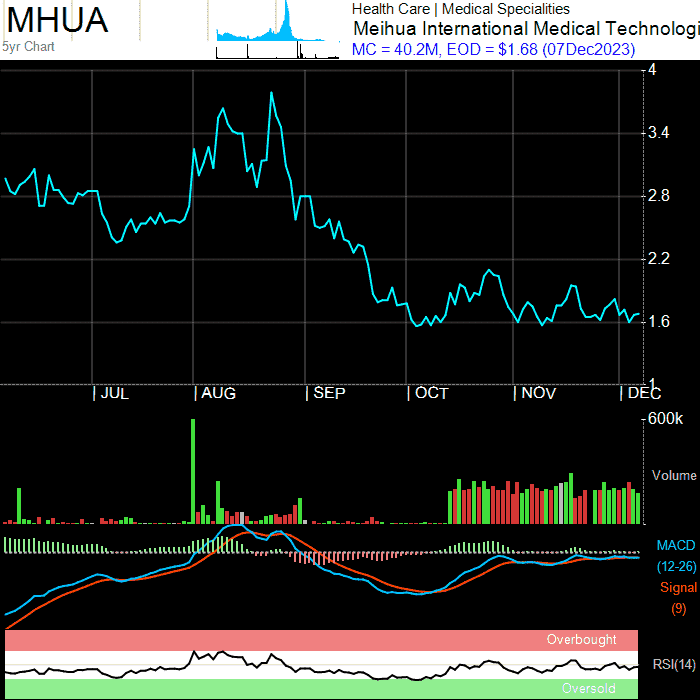 MHUA
5yr Chart
Health Care | Medical Specialities
Meihua International Medical Technologi
MC = 40.2M, EOD = $1.68 (07Dec2023)
4
3.4
2.8
2.2
1.6
1
JUL AUG SEP OCT NOV DEC
600k
Volume
MACD
(12-26)
Signal
(9)
Overbought
RSI(14)
Oversold